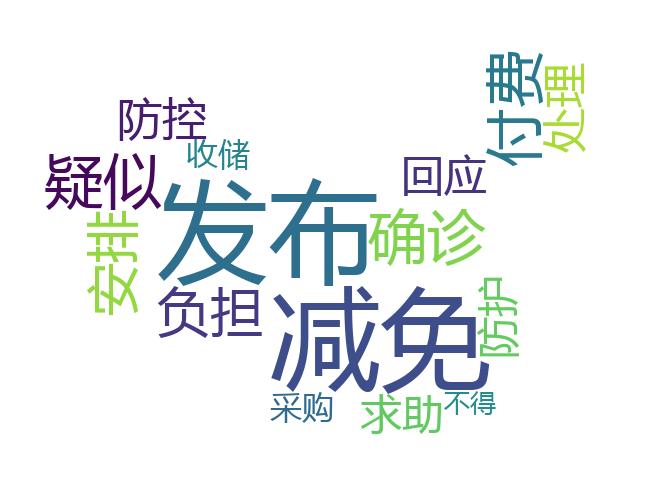 付费
处理
防控
收储
疑似
回应
发布
确诊
安排
负担
减免
防护
采购
求助
不得